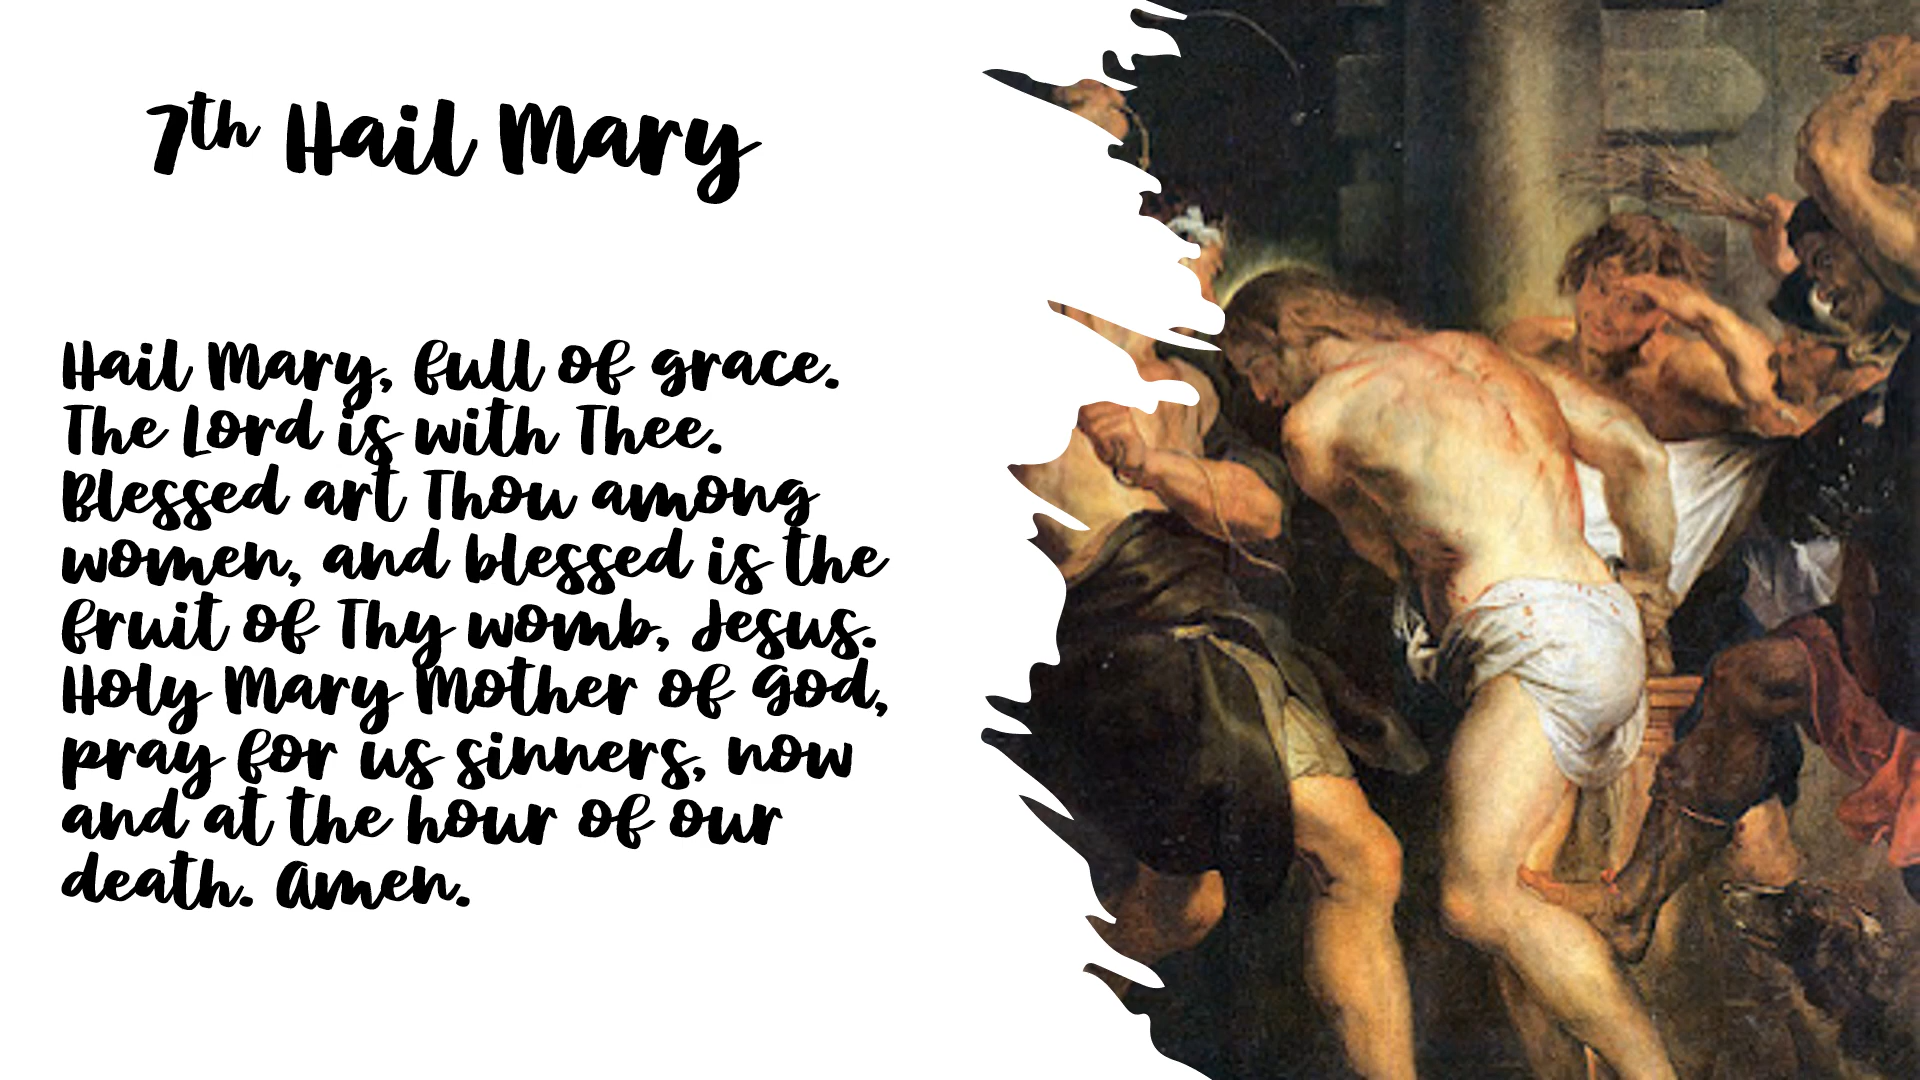 7th Hail Mary
Hail Mary, full of grace.
The Lord is with Thee.
Blessed art Thou among
women, and blessed is the
fruit of Thy womb, Jesus.
Holy Mary Mother of God,
pray for us sinners, now
and at the hour of our
death. Amen.